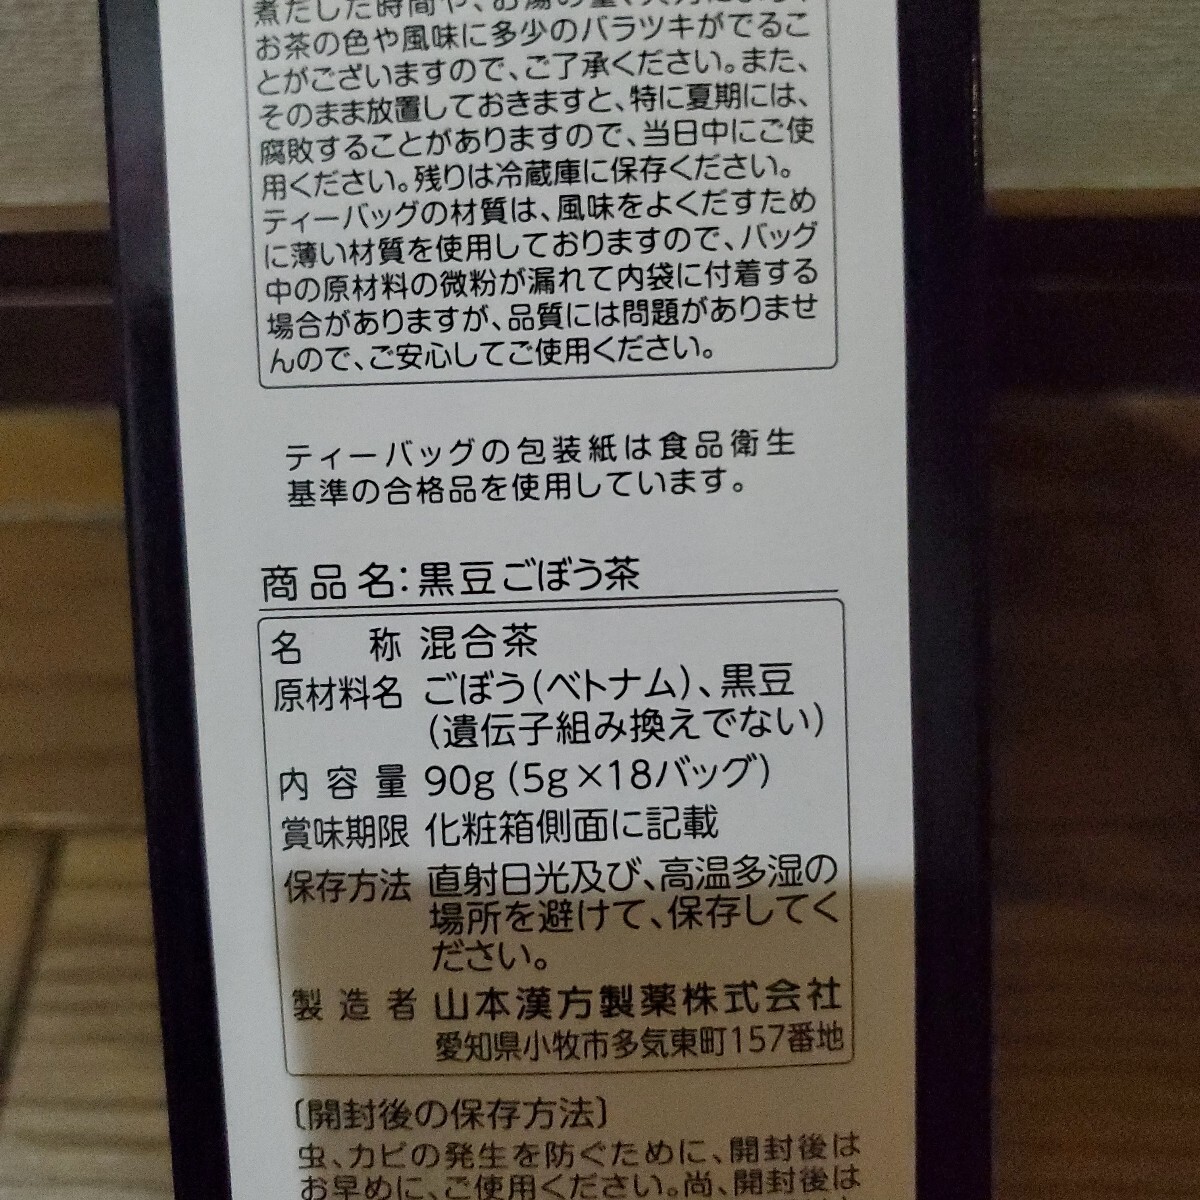 煮だした時間や、お湯の量、火力により、
お茶の色や風味に多少のバラツキがでるこ
とがございますので、ご了承ください。また、
そのまま放置しておきますと、特に夏期には、
腐敗することがありますので、当日中にご使
用ください。残りは冷蔵庫に保存ください。
ティーバッグの材質は、風味をよくだすため
に薄い材質を使用しておりますので、バッグ
中の原材料の微粉が漏れて内袋に付着する
場合がありますが、品質には問題がありませ
んので、ご安心してご使用ください。
ティーバッグの包装紙は食品衛生
基準の合格品を使用しています。
商品名：黒豆ごぼう茶
名 称 混合茶
原材料名 ごぼう(ベトナム)、黒豆
(遺伝子組み換えでない)
内容量 90g (5g×18バッグ)
賞味期限 化粧箱側面に記載
保存方法 直射日光及び、高温多湿の
場所を避けて、保存してく
ださい。
製造者 山本漢方製薬株式会社
愛知県小牧市多気東町157番地
〔開封後の保存方法〕
虫、カビの発生を防ぐために、開封後は
お早めに、ご使用ください。尚、開封後は